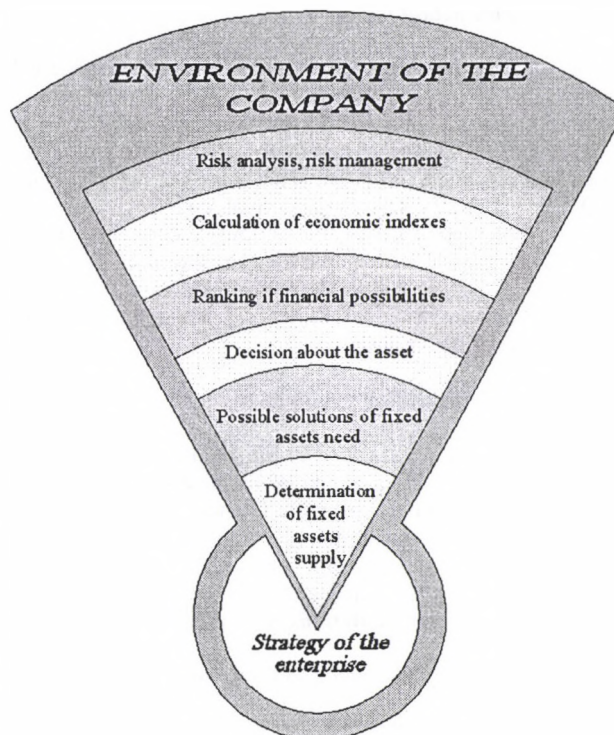 ENVIRONMENT OF THE
COMPANY
Risk analysis, risk management
Calculation of economic indexes
Ranking if financial possibilities
Decision about the asset
Possible solutions of fixed
assets need
Determination
of fixed
assets
supply
Strategy of the
enterprise